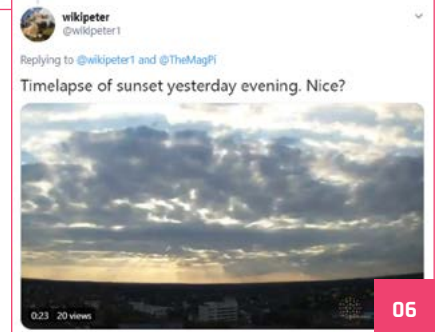 wikipeter
@wikipeter1
Replying to @wikipeter1 and @TheMagPi
Timelapse of sunset yesterday evening. Nice?
0:23 20 views
06